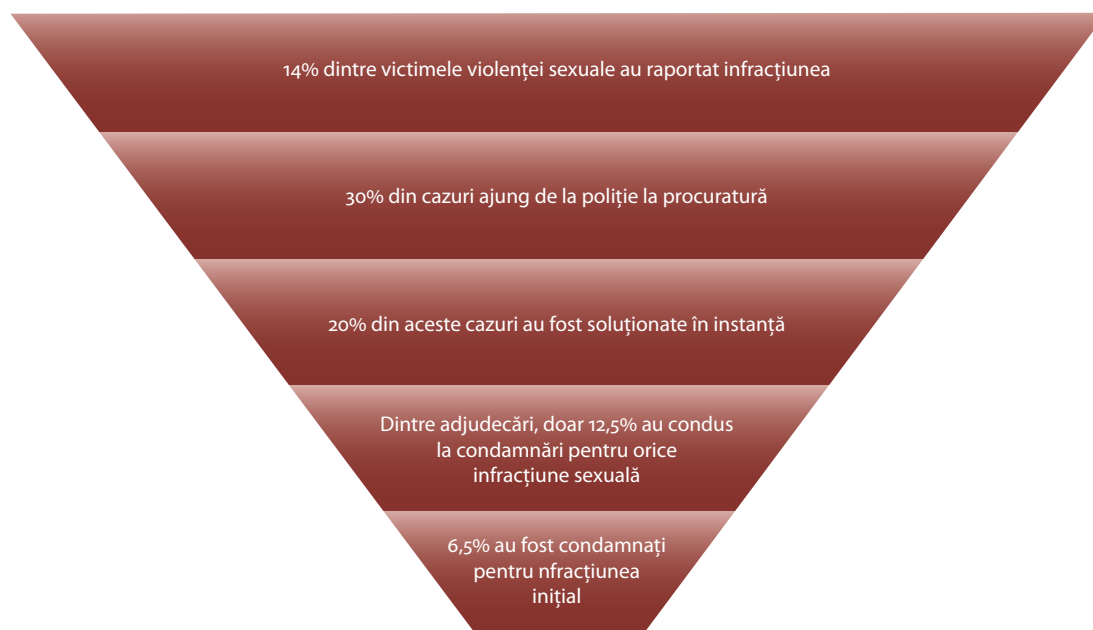 14% dintre victimele violenței sexuale au raportat infracțiunea
30% din cazuri ajung de la poliție la procuratură
20% din aceste cazuri au fost soluționate în instanță
Dintre adjudecări, doar 12,5% au condus
la condamnări pentru orice
infracțiune sexuală
6,5% au fost condamnați
pentru nfracțiunea
inițial